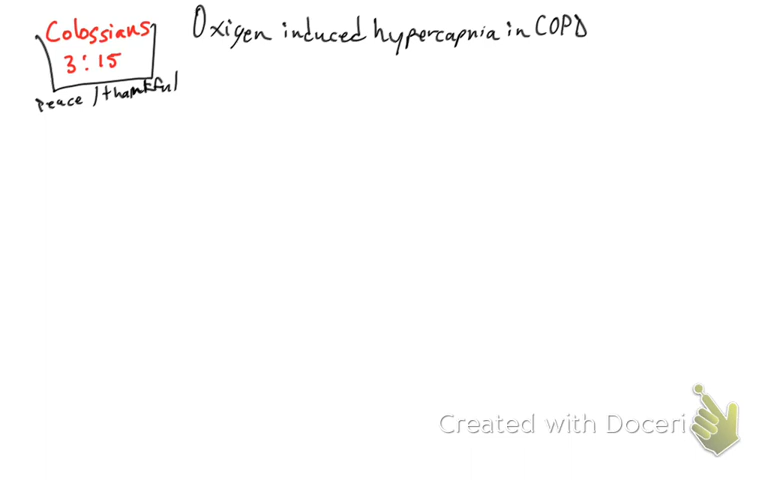 Colossians
3:15
peace / thankful
Oxigen induced hypercapnia in COPD
Created with Doceri